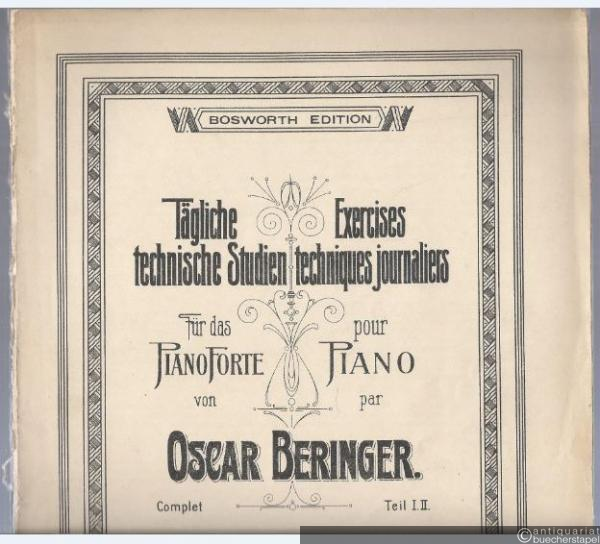 BOSWORTH EDITION
Tägliche Exercises
technische Studien techniques journaliers
Für das pour
PIANOFORTE PIANO
von par
OSCAR BERINGER.
Complet Teil I.II.
antiquariat
buecherstapel